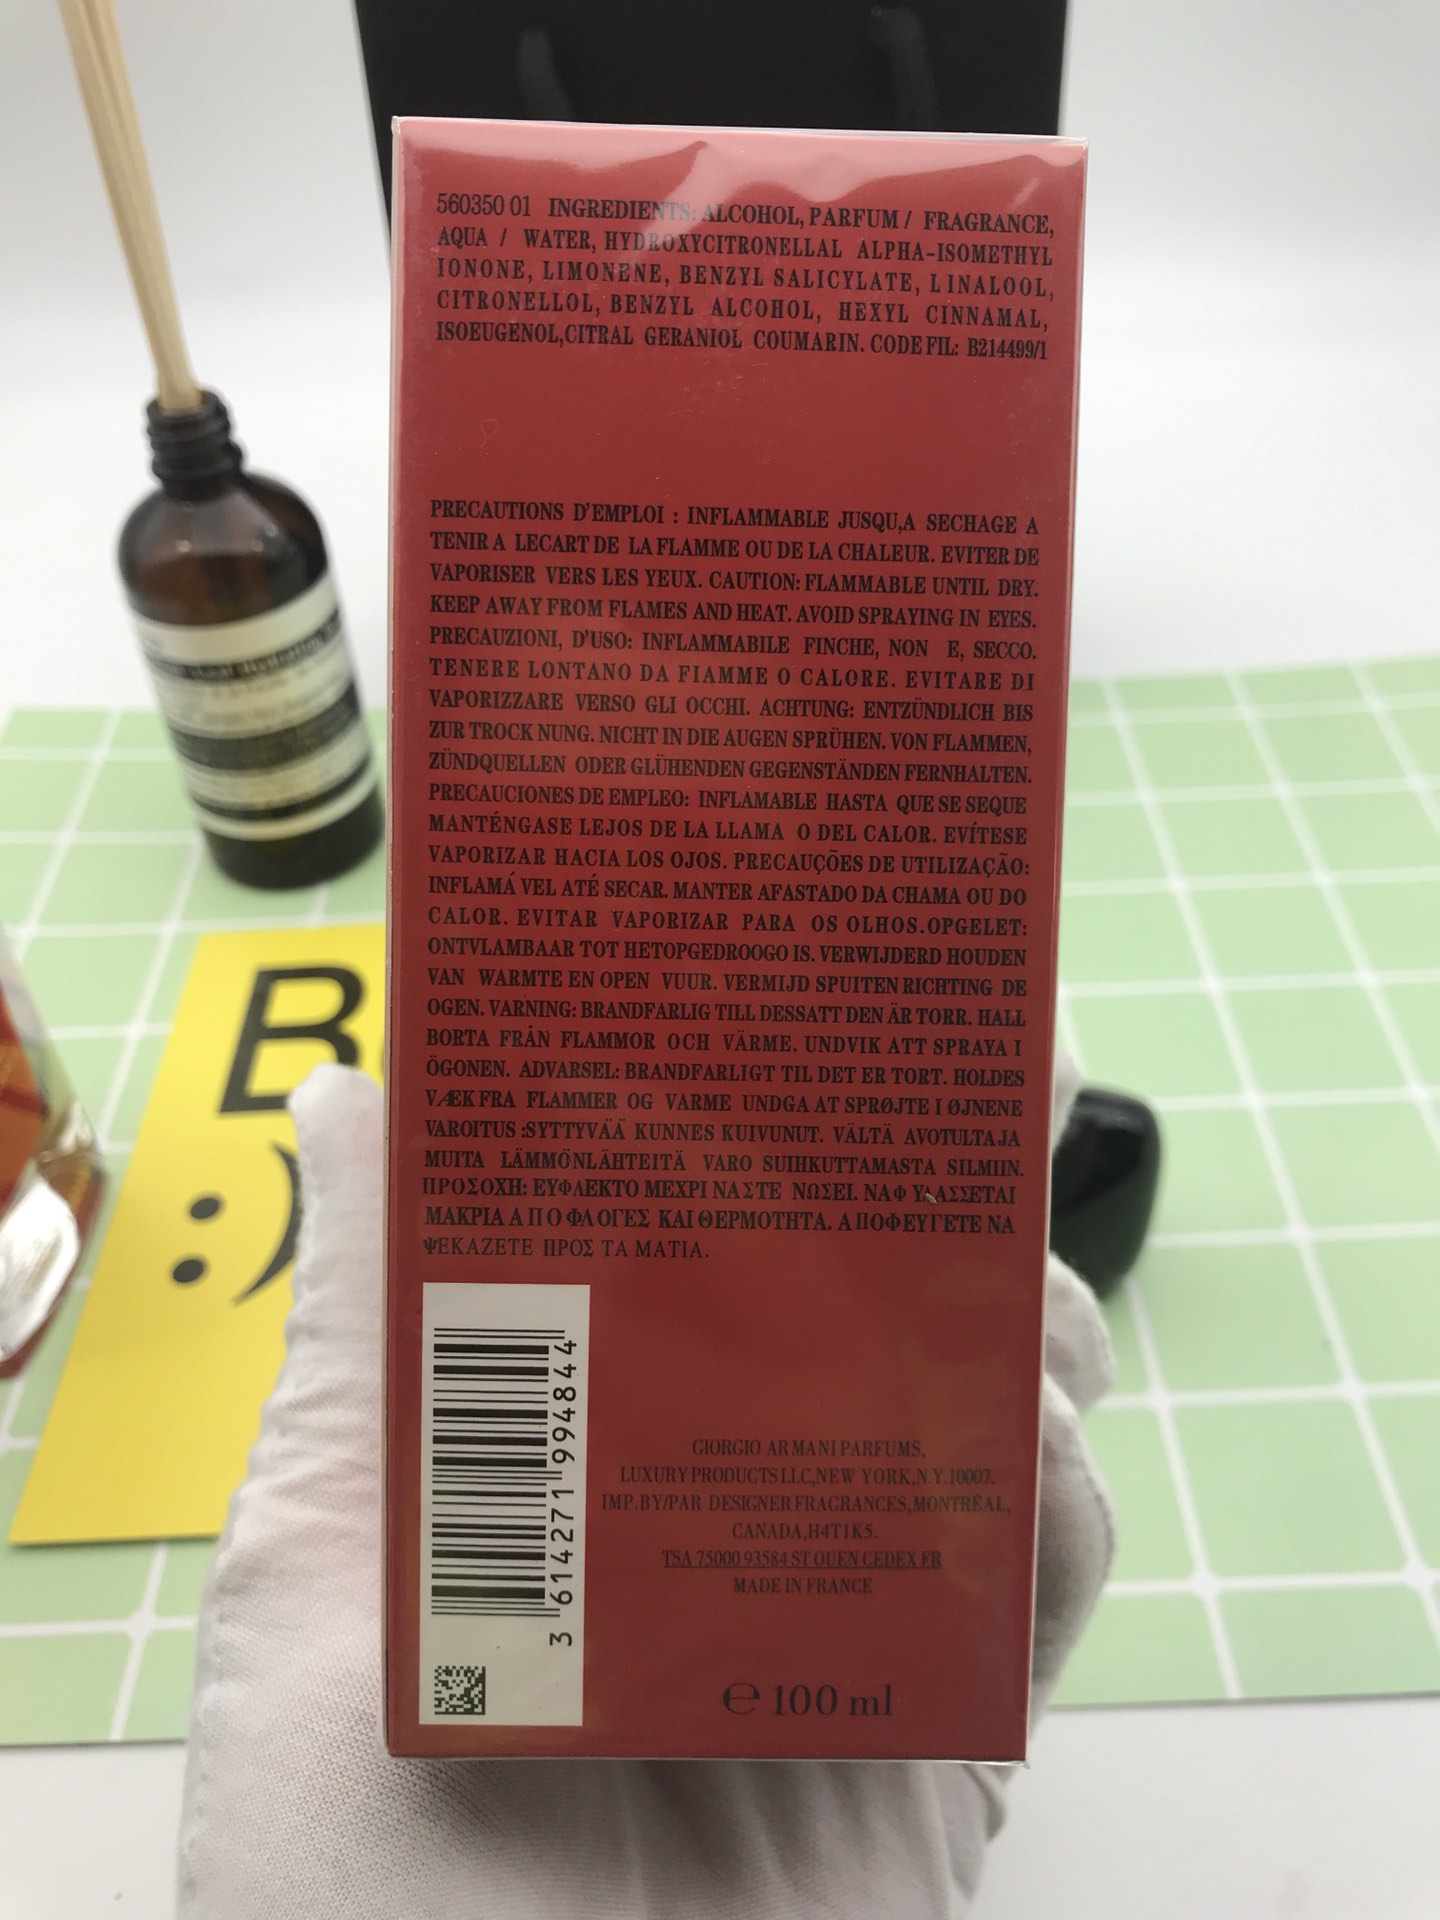 560350 01 INGREDIENTS: ALCOHOL, PARFUM / FRAGRANCE,
AQUA / WATER, HYDROXYCITRONELLAL ALPHA-ISOMETHYL
IONONE, LIMONENE, BENZYL SALICYLATE, LINALOOL,
CITRONELLOL, BENZYL ALCOHOL, HEXYL CINNAMAL,
ISOEUGENOL,CITRAL GERANIOL COUMARIN. CODE FIL: B214499/1
PRECAUTIONS D'EMPLOI : INFLAMMABLE JUSQU,A SECHAGE A
TENIR A LECART DE LA FLAMME OU DE LA CHALEUR. EVITER DE
VAPORISER VERS LES YEUX. CAUTION: FLAMMABLE UNTIL DRY.
KEEP AWAY FROM FLAMES AND HEAT. AVOID SPRAYING IN EYES.
PRECAUZIONI, D'USO: INFLAMMABILE FINCHE, NON E, SECCO.
TENERE LONTANO DA FIAMME O CALORE. EVITARE DI
VAPORIZZARE VERSO GLI OCCHI. ACHTUNG: ENTZÜNDLICH BIS
ZUR TROCK NUNG. NICHT IN DIE AUGEN SPRÜHEN. VON FLAMMEN,
ZÜNDQUELLEN ODER GLÜHENDEN GEGENSTÄNDEN FERNHALTEN.
PRECAUCIONES DE EMPLEO: INFLAMABLE HASTA QUE SE SEQUE
MANTÉNGASE LEJOS DE LA LLAMA O DEL CALOR. EVÍTESE
VAPORIZAR HACIA LOS OJOS. PRECAUÇÕES DE UTILIZAÇÃO:
INFLAMÁ VEL ATÉ SECAR. MANTER AFASTADO DA CHAMA OU DO
CALOR. EVITAR VAPORIZAR PARA OS OLHOS.OPGELET:
ONTVLAMBAAR TOT HETOPGEDROOGO IS. VERWIJDERD HOUDEN
VAN WARMTE EN OPEN VUUR. VERMIJD SPUITEN RICHTING DE
OGEN. VARNING: BRANDFARLIG TILL DESSATT DEN ÄR TORR. HALL
BORTA FRÅN FLAMMOR OCH VÄRME. UNDVIK ATT SPRAYA I
ÖGONEN. ADVARSEL: BRANDFARLIGT TIL DET ER TORT. HOLDES
VÆK FRA FLAMMER OG VARME UNDGA AT SPRØJTE I ØJNENE
VAROITUS :SYTTYVÄÄ KUNNES KUIVUNUT. VÄLTÄ AVOTULTA JA
MUITA LÄMMÖNLÄHTEITÄ VARO SUIHKUTTAMASTA SILMIIN.
ΠΡΟΣΟΧΗ: ΕΥΦΛΕΚΤΟ ΜΕΧΡΙ ΝΑ ΣΤΕ ΝΩΣΕΙ. ΝΑΦ ΥΛΑΣΣΕΤΑΙ
ΜΑΚΡΙΑ Α Π Ο ΦΛΟΓΕΣ ΚΑΙ ΘΕΡΜΟΤΗΤΑ. Α ΠΟΦΕΥΓΕΤΕ ΝΑ
ΨΕΚΑΖΕΤΕ ΠΡΟΣ ΤΑ ΜΑΤΙΑ.
3 614271 994844
GIORGIO ARMANI PARFUMS,
LUXURY PRODUCTS LLC,NEW YORK,N.Y.10007.
IMP.BY/PAR DESIGNER FRAGRANCES,MONTRÉAL,
CANADA,H4T1K5.
TSA 75000 93584 ST OUEN CEDEX FR
MADE IN FRANCE
℮ 100 ml
B
:)